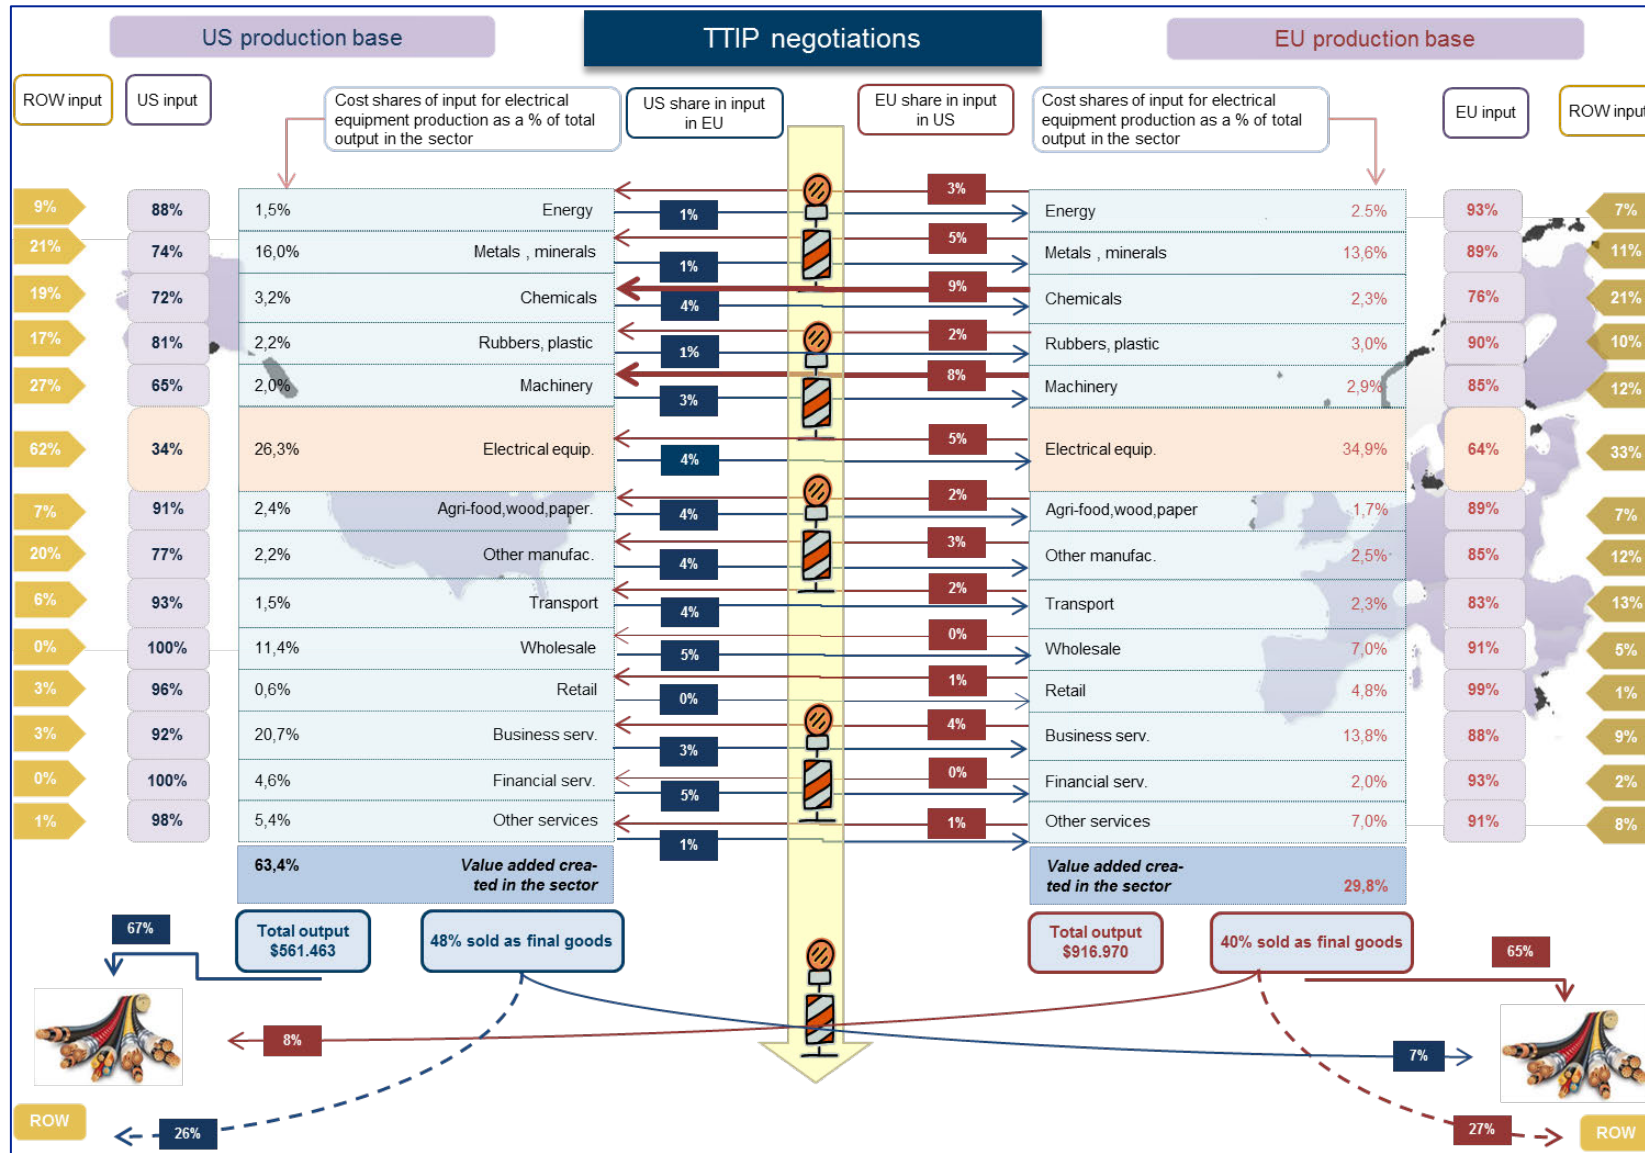 US production base
TTIP negotiations
EU production base
ROW input
US input
Cost shares of input for electrical
equipment production as a % of total
output in the sector
US share in input
in EU
EU share in input
in US
Cost shares of input for electrical
equipment production as a % of total
output in the sector
EU input
ROW input
9% 88% 1,5% Energy 1% 3% Energy 2.5% 93% 7%
21% 74% 16,0% Metals , minerals 1% 5% Metals , minerals 13,6% 89% 11%
19% 72% 3,2% Chemicals 4% 9% Chemicals 2,3% 76% 21%
17% 81% 2,2% Rubbers, plastic 1% 2% Rubbers, plastic 3,0% 90% 10%
27% 65% 2,0% Machinery 3% 8% Machinery 2,9% 85% 12%
62% 34% 26,3% Electrical equip. 4% 5% Electrical equip. 34,9% 64% 33%
7% 91% 2,4% Agri-food,wood,paper. 4% 2% Agri-food,wood,paper 1,7% 89% 7%
20% 77% 2,2% Other manufac. 4% 3% Other manufac. 2,5% 85% 12%
6% 93% 1,5% Transport 4% 2% Transport 2,3% 83% 13%
0% 100% 11,4% Wholesale 5% 0% Wholesale 7,0% 91% 5%
3% 96% 0,6% Retail 0% 1% Retail 4,8% 99% 1%
3% 92% 20,7% Business serv. 3% 4% Business serv. 13,8% 88% 9%
0% 100% 4,6% Financial serv. 5% 0% Financial serv. 2,0% 93% 2%
1% 98% 5,4% Other services 1% 1% Other services 7,0% 91% 8%
63,4% Value added crea-
ted in the sector
Value added crea-
ted in the sector 29,8%
67%
Total output
$561.463
48% sold as final goods
Total output
$916.970
40% sold as final goods
65%
8%
7%
ROW
26%
27%
ROW